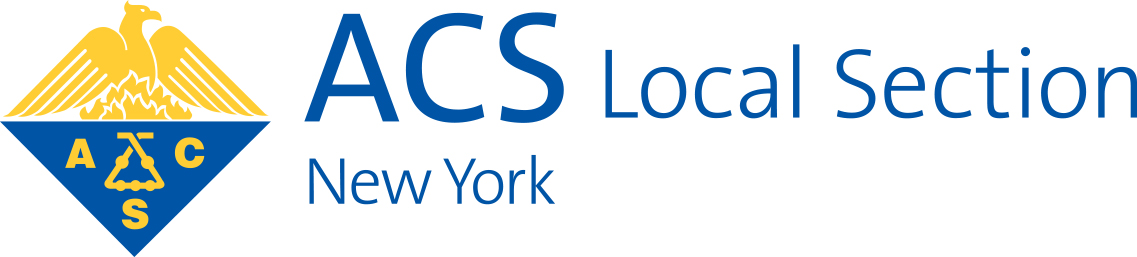 A C
S
ACS Local Section
New York